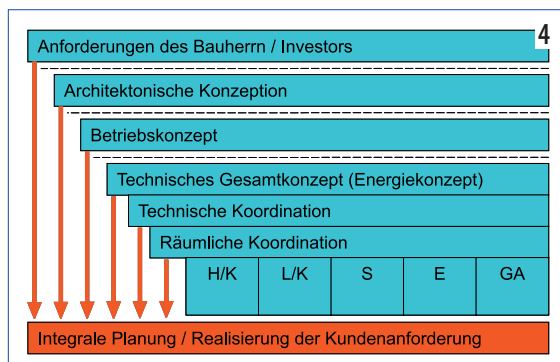 4
Anforderungen des Bauherrn / Investors
Architektonische Konzeption
Betriebskonzept
Technisches Gesamtkonzept (Energiekonzept)
Technische Koordination
Räumliche Koordination
H/K L/K S E GA
Integrale Planung / Realisierung der Kundenanforderung